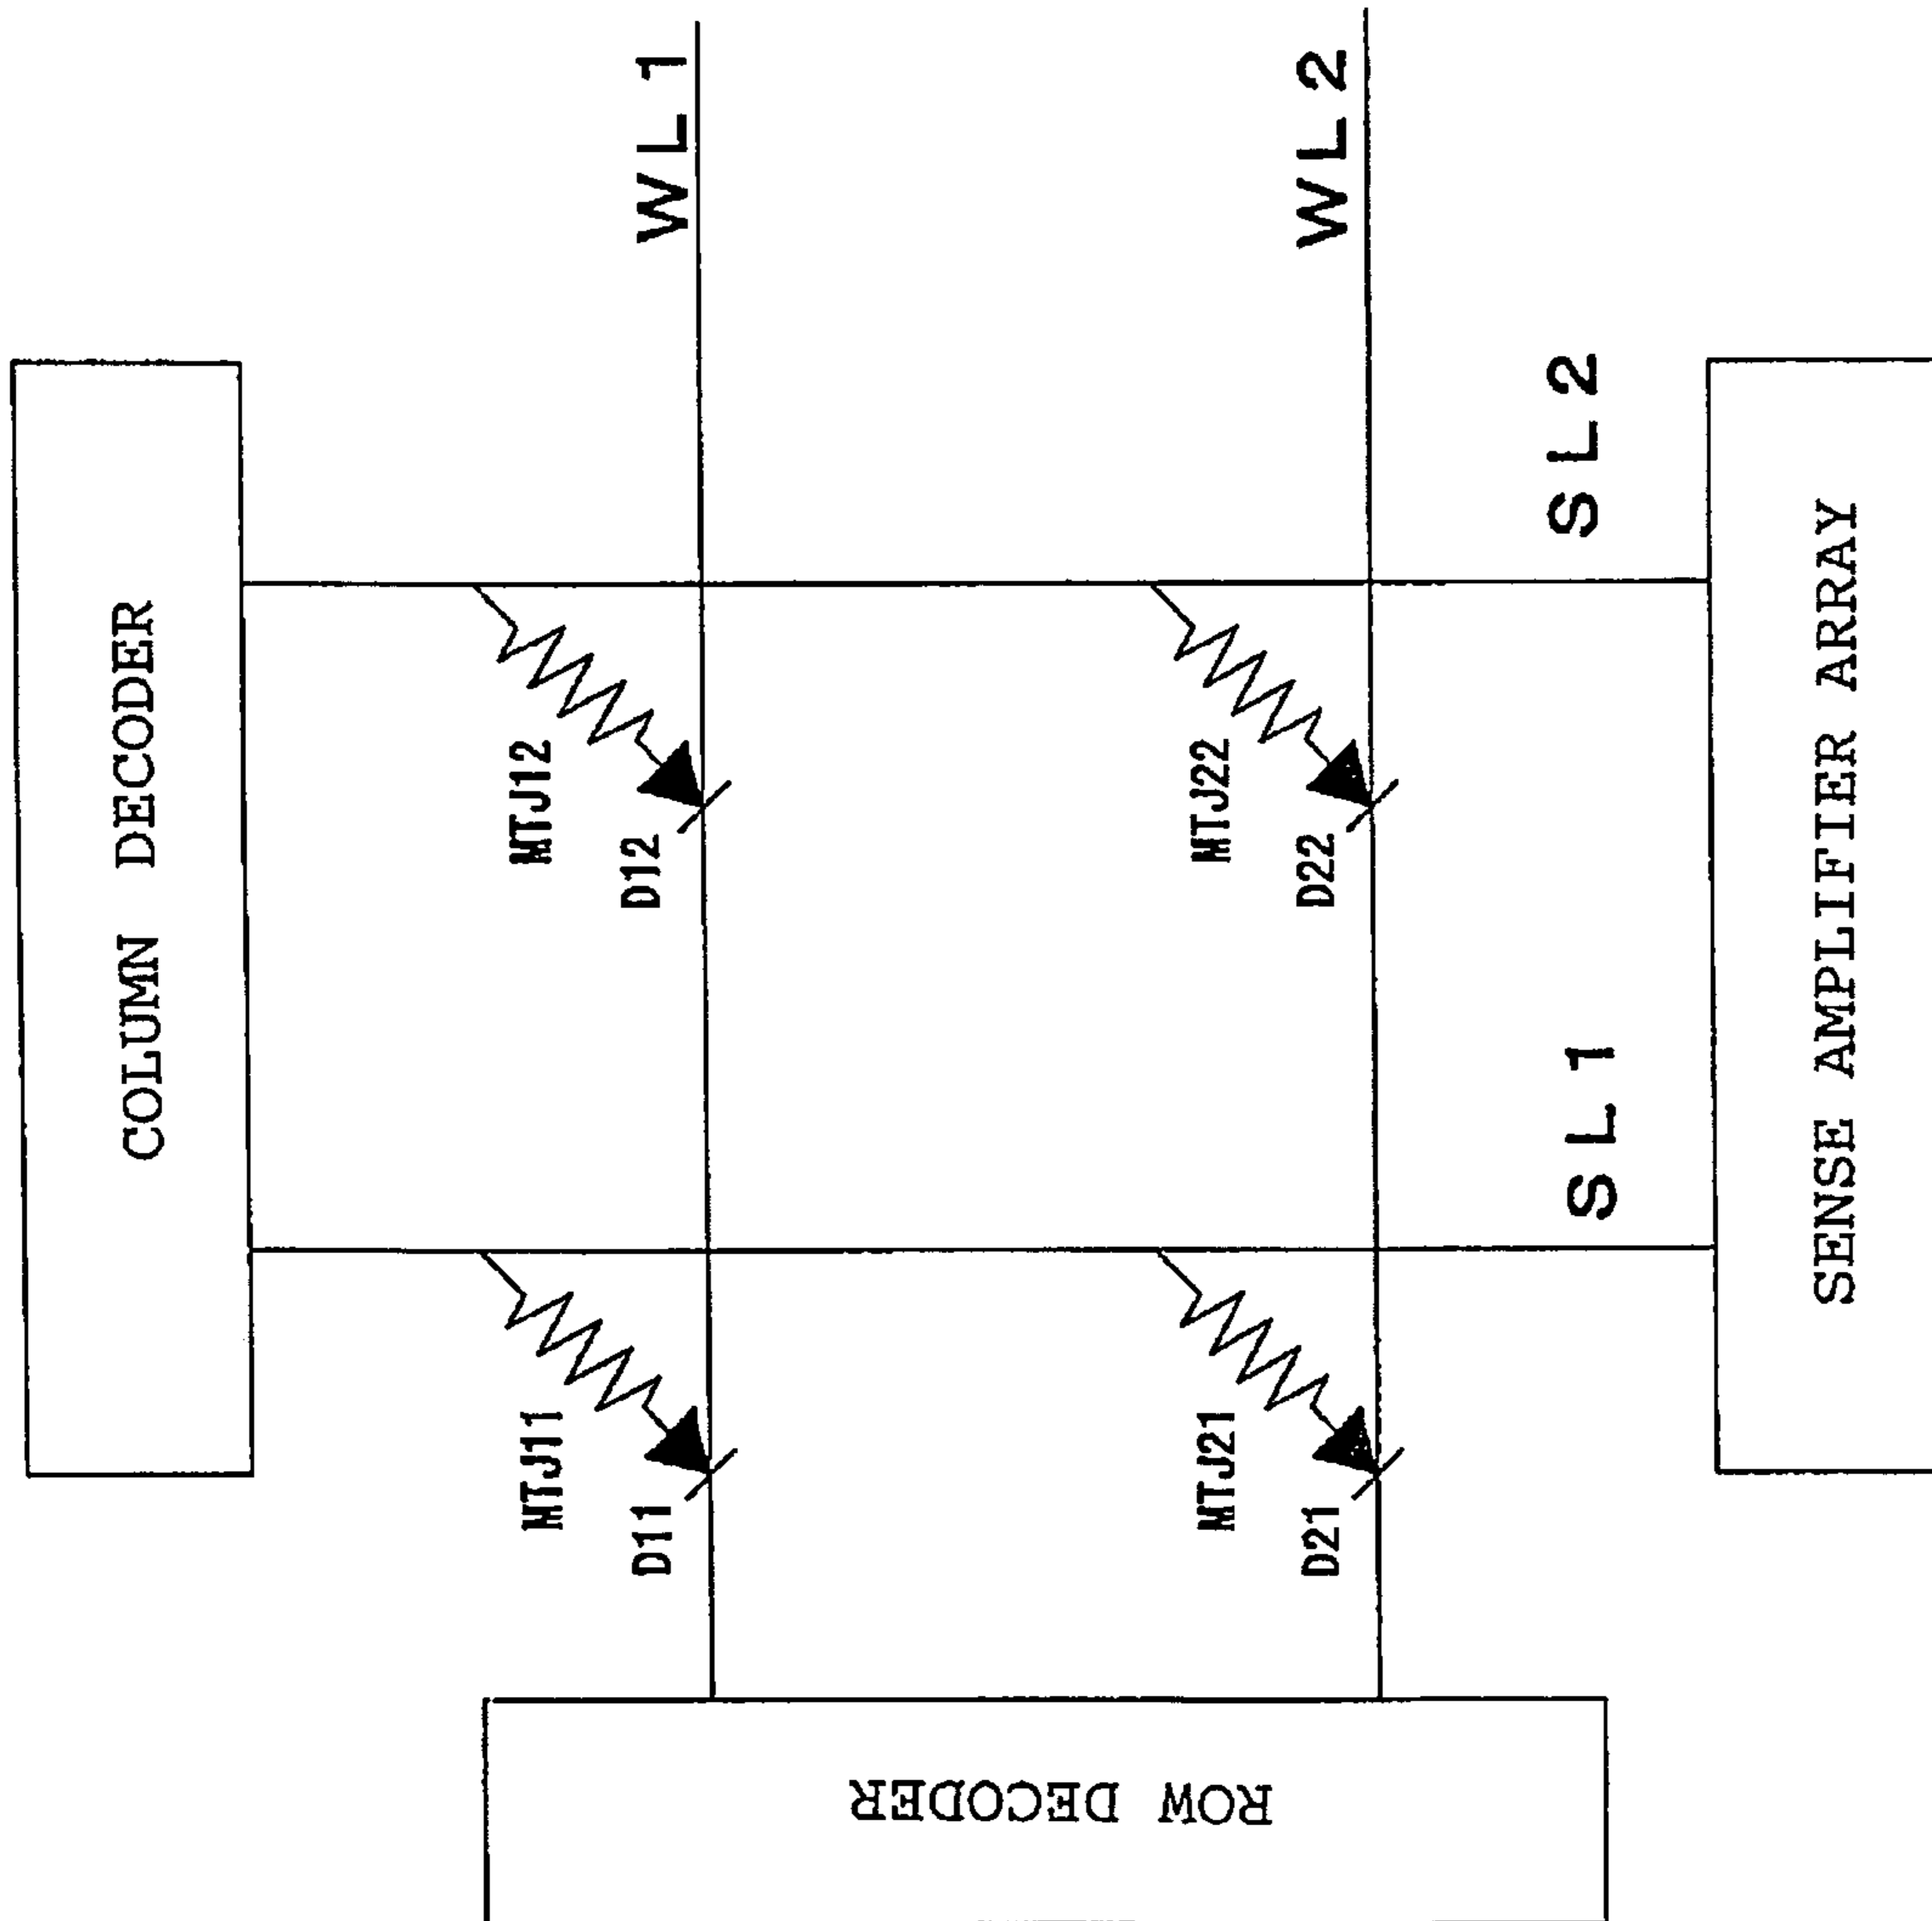 COLUMN DECODER
WL1
MTJ11
MTJ12
D11
D12
WL2
MTJ21
MTJ22
D21
D22
SL1
SL2
ROW DECODER
SENSE AMPLIFIER ARRAY